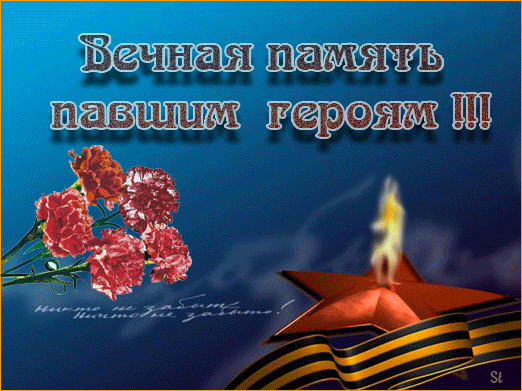 Вечная память
павшим героям !!!
никто не забыт
ничто не забыто!
St